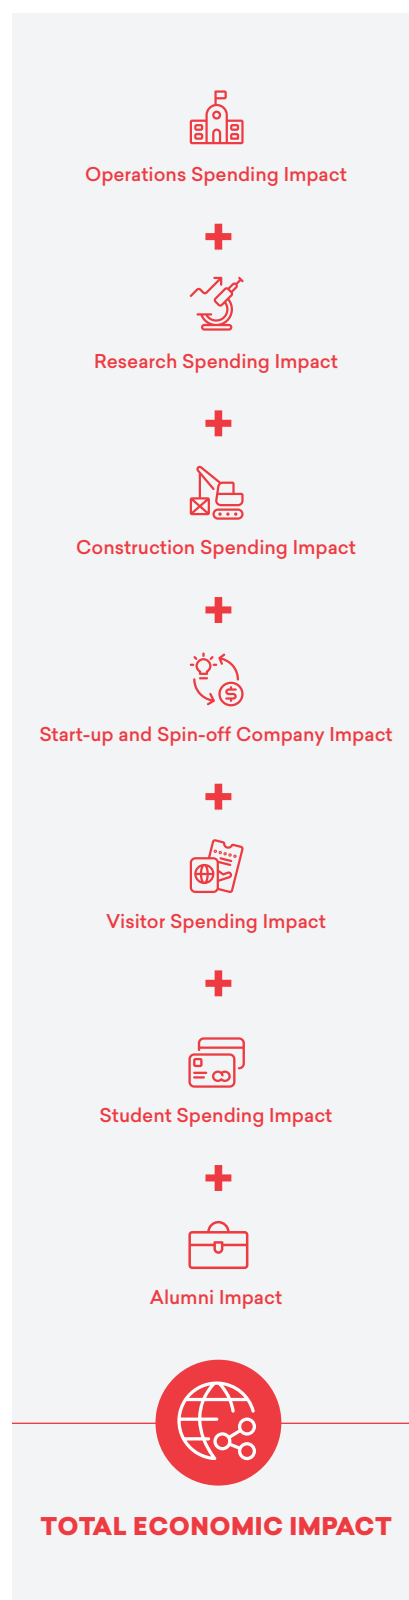 Operations Spending Impact
+
Research Spending Impact
+
Construction Spending Impact
+
Start-up and Spin-off Company Impact
+
Visitor Spending Impact
+
Student Spending Impact
+
Alumni Impact
TOTAL ECONOMIC IMPACT